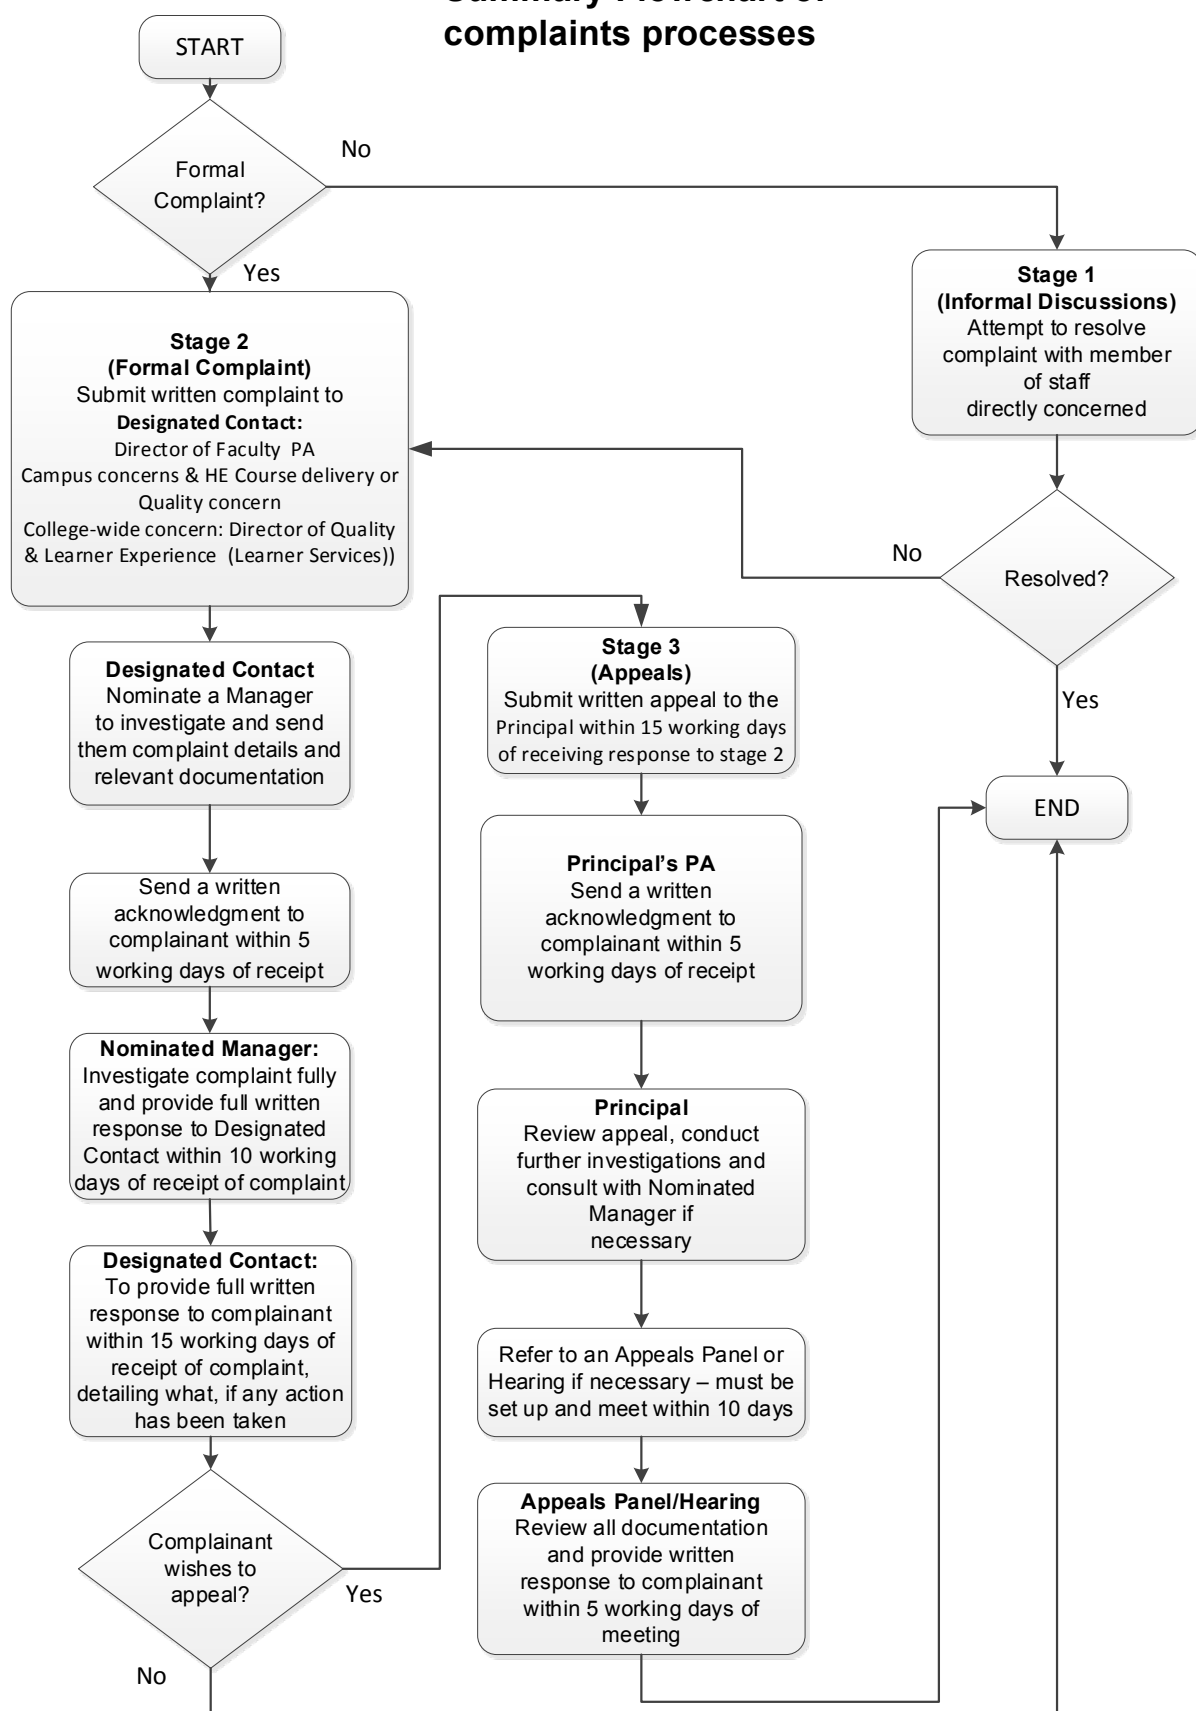 Summary Flowchart of
complaints processes
START
Formal
Complaint?
No
Yes
Stage 1
(Informal Discussions)
Attempt to resolve
complaint with member
of staff
directly concerned
Stage 2
(Formal Complaint)
Submit written complaint to
Designated Contact:
Director of Faculty PA
Campus concerns & HE Course delivery or
Quality concern
College-wide concern: Director of Quality
& Learner Experience (Learner Services))
No
Resolved?
Yes
END
Designated Contact
Nominate a Manager
to investigate and send
them complaint details and
relevant documentation
Send a written
acknowledgment to
complainant within 5
working days of receipt
Nominated Manager:
Investigate complaint fully
and provide full written
response to Designated
Contact within 10 working
days of receipt of complaint
Designated Contact:
To provide full written
response to complainant
within 15 working days of
receipt of complaint,
detailing what, if any action
has been taken
Complainant
wishes to
appeal?
Yes
No
Stage 3
(Appeals)
Submit written appeal to the
Principal within 15 working days
of receiving response to stage 2
Principal’s PA
Send a written
acknowledgment to
complainant within 5
working days of receipt
Principal
Review appeal, conduct
further investigations and
consult with Nominated
Manager if
necessary
Refer to an Appeals Panel or
Hearing if necessary – must be
set up and meet within 10 days
Appeals Panel/Hearing
Review all documentation
and provide written
response to complainant
within 5 working days of
meeting